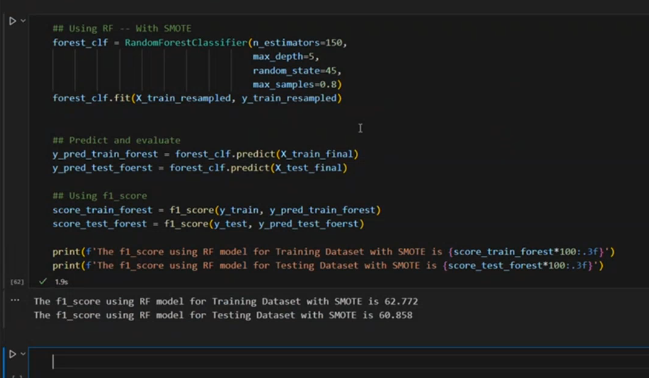 ## Using RF -- With SMOTE
forest_clf = RandomForestClassifier(n_estimators=150,
max_depth=5,
random_state=45,
max_samples=0.8)
forest_clf.fit(X_train_resampled, y_train_resampled)
## Predict and evaluate
y_pred_train_forest = forest_clf.predict(X_train_final)
y_pred_test_foerst = forest_clf.predict(X_test_final)
## Using f1_score
score_train_forest = f1_score(y_train, y_pred_train_forest)
score_test_forest = f1_score(y_test, y_pred_test_foerst)
print(f'The f1_score using RF model for Training Dataset with SMOTE is {score_train_forest*100:.3f}')
print(f'The f1_score using RF model for Testing Dataset with SMOTE is {score_test_forest*100:.3f}')
[62] ✓ 1.9s
... The f1_score using RF model for Training Dataset with SMOTE is 62.772
The f1_score using RF model for Testing Dataset with SMOTE is 60.858